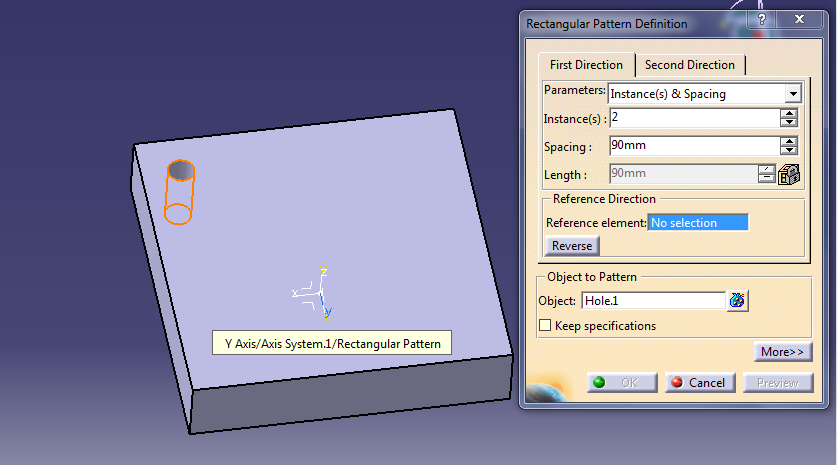 Rectangular Pattern Definition
?
X
First Direction
Second Direction
Parameters: Instance(s) & Spacing
Instance(s) : 2
Spacing : 90mm
Length : 90mm
Reference Direction
Reference element: No selection
Reverse
Object to Pattern
Object: Hole.1
Keep specifications
More>>
OK
Cancel
Preview
z
x
y
Y Axis/Axis System.1/Rectangular Pattern